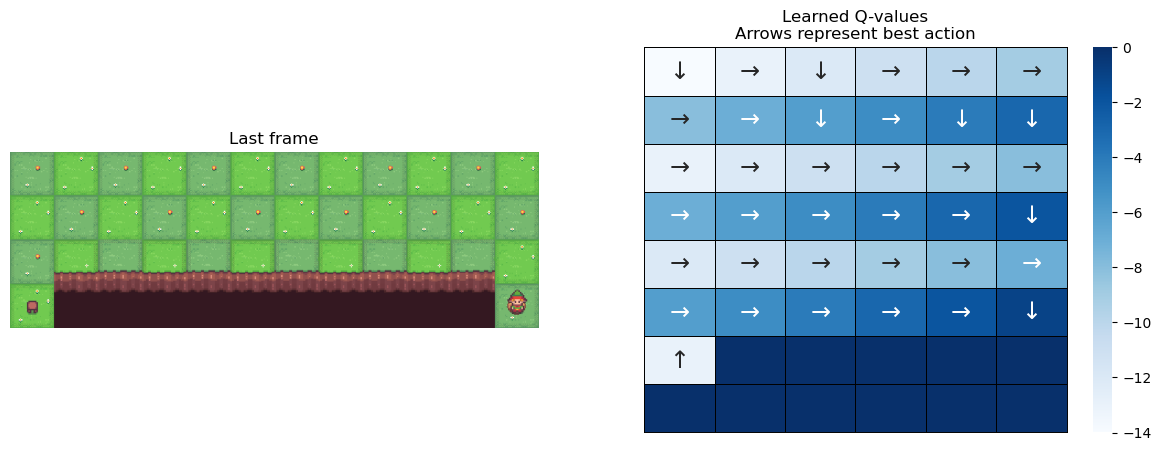 Last frame
Learned Q-values
Arrows represent best action
↓ → ↓ → → →
→ → ↓ → ↓ ↓
→ → → → → →
→ → → → → ↓
→ → → → → →
→ → → → → ↓
↑
0
−2
−4
−6
−8
−10
−12
−14